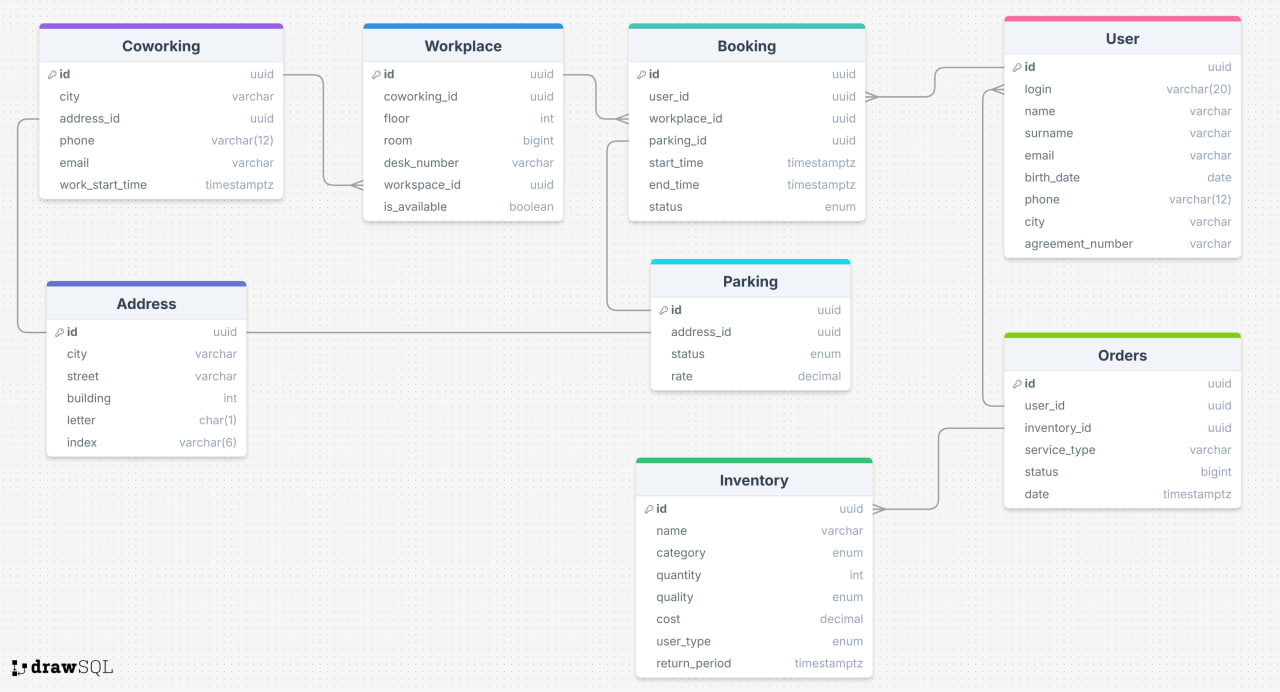 Coworking
id uuid
city varchar
address_id uuid
phone varchar(12)
email varchar
work_start_time timestamptz
Workplace
id uuid
coworking_id uuid
floor int
room bigint
desk_number varchar
workspace_id uuid
is_available boolean
Booking
id uuid
user_id uuid
workplace_id uuid
parking_id uuid
start_time timestamptz
end_time timestamptz
status enum
User
id uuid
login varchar(20)
name varchar
surname varchar
email varchar
birth_date date
phone varchar(12)
city varchar
agreement_number varchar
Address
id uuid
city varchar
street varchar
building int
letter char(1)
index varchar(6)
Parking
id uuid
address_id uuid
status enum
rate decimal
Orders
id uuid
user_id uuid
inventory_id uuid
service_type varchar
status bigint
date timestamptz
Inventory
id uuid
name varchar
category enum
quantity int
quality enum
cost decimal
user_type enum
return_period timestamptz
drawSQL